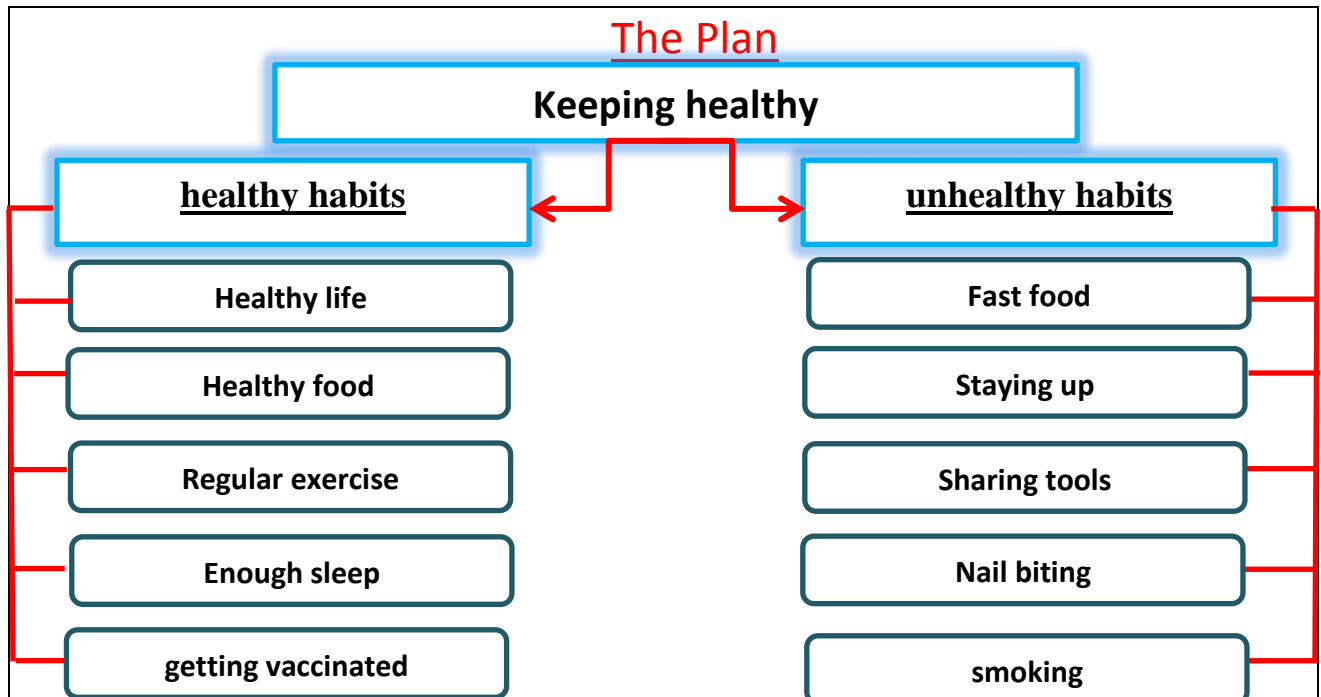 The Plan
Keeping healthy
healthy habits
unhealthy habits
Healthy life
Fast food
Healthy food
Staying up
Regular exercise
Sharing tools
Enough sleep
Nail biting
getting vaccinated
smoking